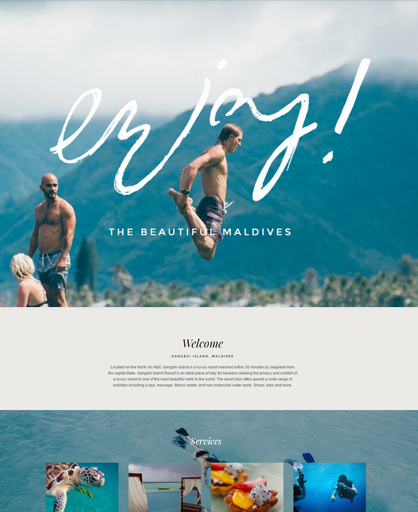 enjoy!
THE BEAUTIFUL MALDIVES
Welcome
GANGEHI ISLAND, MALDIVES
Located on the North Ari Atoll, Gangehi Island is a luxury resort reached within 30 minutes by seaplane from
the capital Male. Gangehi Island Resort is an ideal place of stay for travelers seeking the privacy and comfort of
a luxury resort in one of the most beautiful reefs in the world. The resort also offers guests a wide range of
activities including a spa, massage, fitness center, and non-motorized water sports. Shops, bars and more.
Services